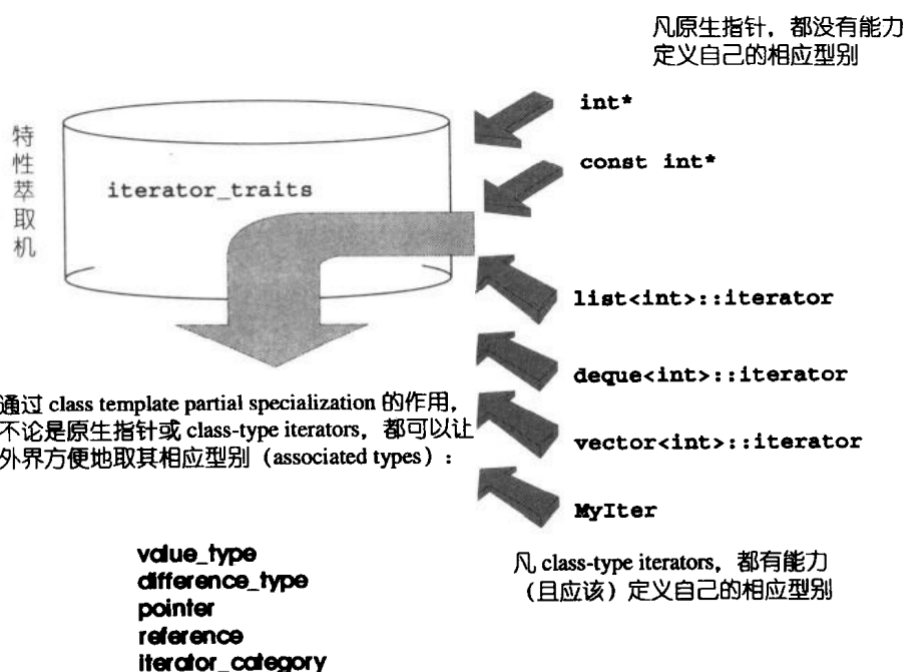 凡原生指针，都没有能力
定义自己的相应型别
int*
const int*
特
性
萃
取
机
iterator_traits
list<int>::iterator
deque<int>::iterator
vector<int>::iterator
MyIter
通过 class template partial specialization 的作用，
不论是原生指针或 class-type iterators，都可以让
外界方便地取其相应型别（associated types）：
value_type
difference_type
pointer
reference
iterator_category
凡 class-type iterators，都有能力
（且应该）定义自己的相应型别